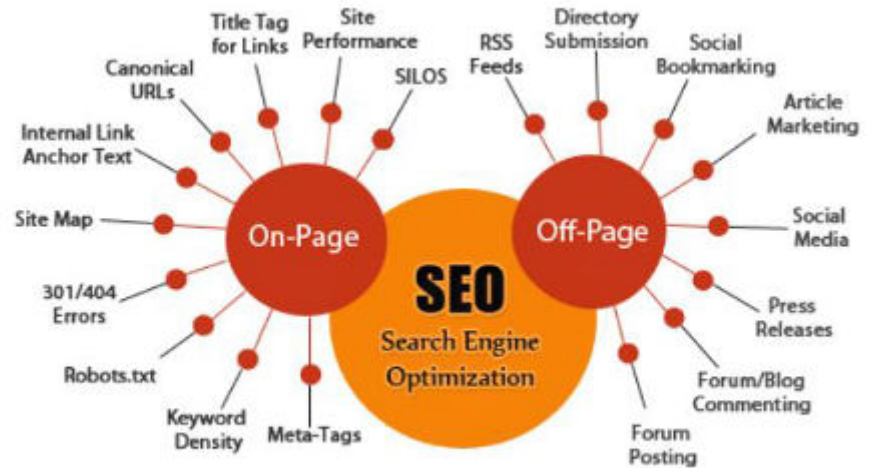 Title Tag
for Links
Site
Performance
SILOS
Canonical
URLs
Internal Link
Anchor Text
Site Map
301/404
Errors
Robots.txt
Keyword
Density
Meta-Tags
On-Page
SEO
Search Engine
Optimization
Off-Page
RSS
Feeds
Directory
Submission
Social
Bookmarking
Article
Marketing
Social
Media
Press
Releases
Forum/Blog
Commenting
Forum
Posting